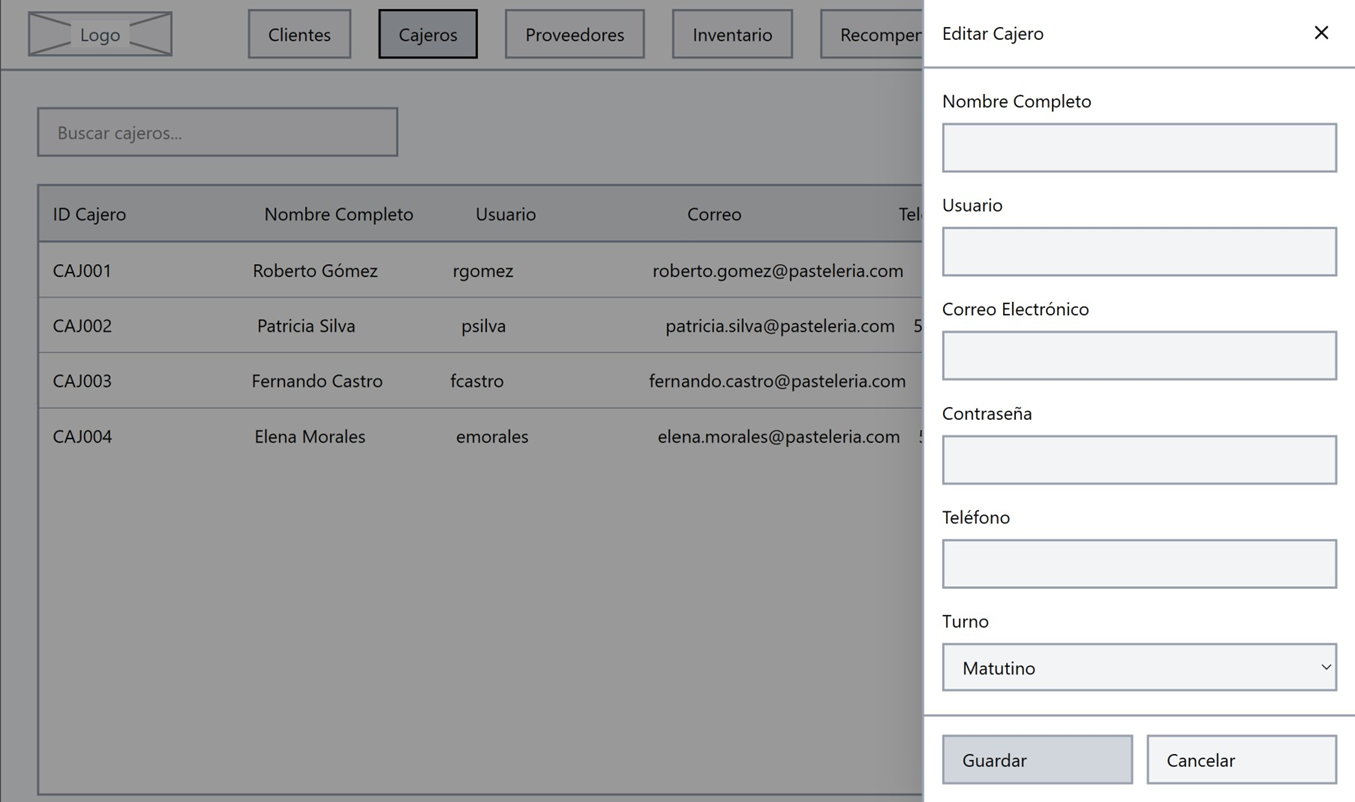 Logo
Clientes
Cajeros
Proveedores
Inventario
Buscar cajeros...
ID Cajero Nombre Completo Usuario Correo
CAJ001 Roberto Gómez rgomez roberto.gomez@pasteleria.com
CAJ002 Patricia Silva psilva patricia.silva@pasteleria.com
CAJ003 Fernando Castro fcastro fernando.castro@pasteleria.com
CAJ004 Elena Morales emorales elena.morales@pasteleria.com
Editar Cajero
Nombre Completo
Usuario
Correo Electrónico
Contraseña
Teléfono
Turno
Matutino
Guardar
Cancelar